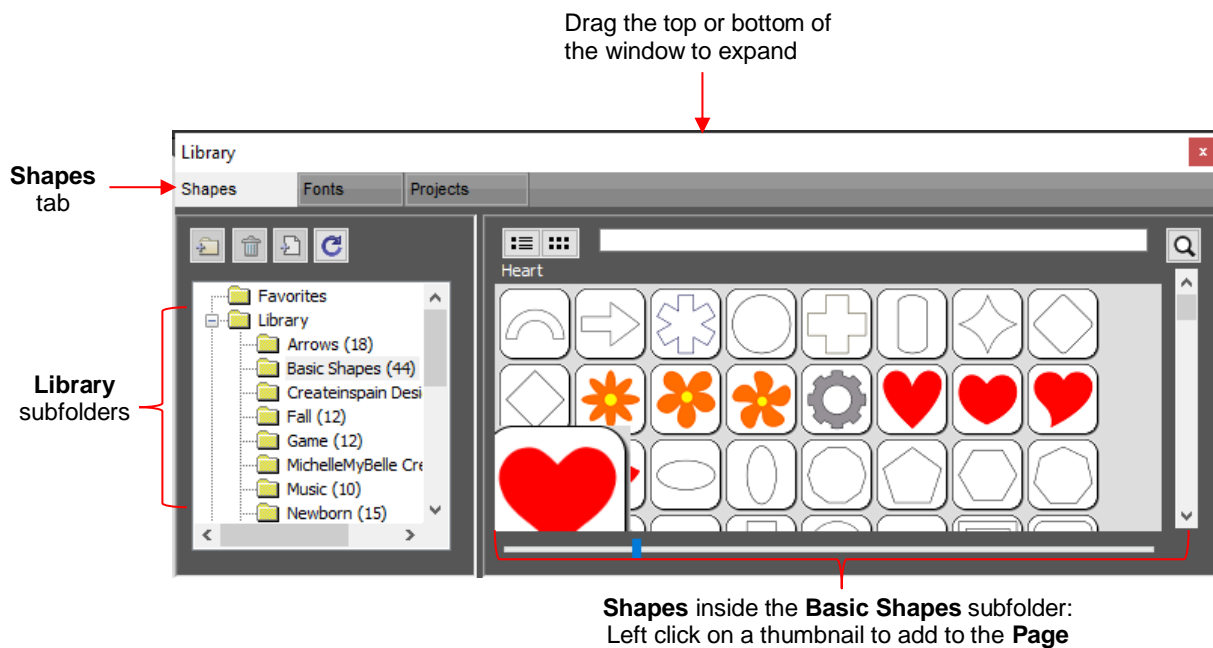 Drag the top or bottom of
the window to expand
Library
x
Shapes
tab
Shapes
Fonts
Projects
Heart
Favorites
Library
Arrows (18)
Basic Shapes (44)
Createinspain Desi
Fall (12)
Game (12)
MichelleMyBelle Cre
Music (10)
Newborn (15)
Library
subfolders
Shapes inside the Basic Shapes subfolder:
Left click on a thumbnail to add to the Page